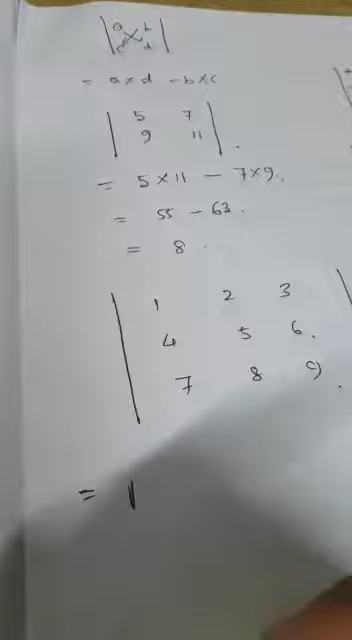 | a b |
| c d |
= a×d - b×c
| 5 7 |
| 9 11 | .
= 5×11 - 7×9.
= 55 - 63.
= 8 .
| 1 2 3
| 4 5 6.
| 7 8 9 .
= 1